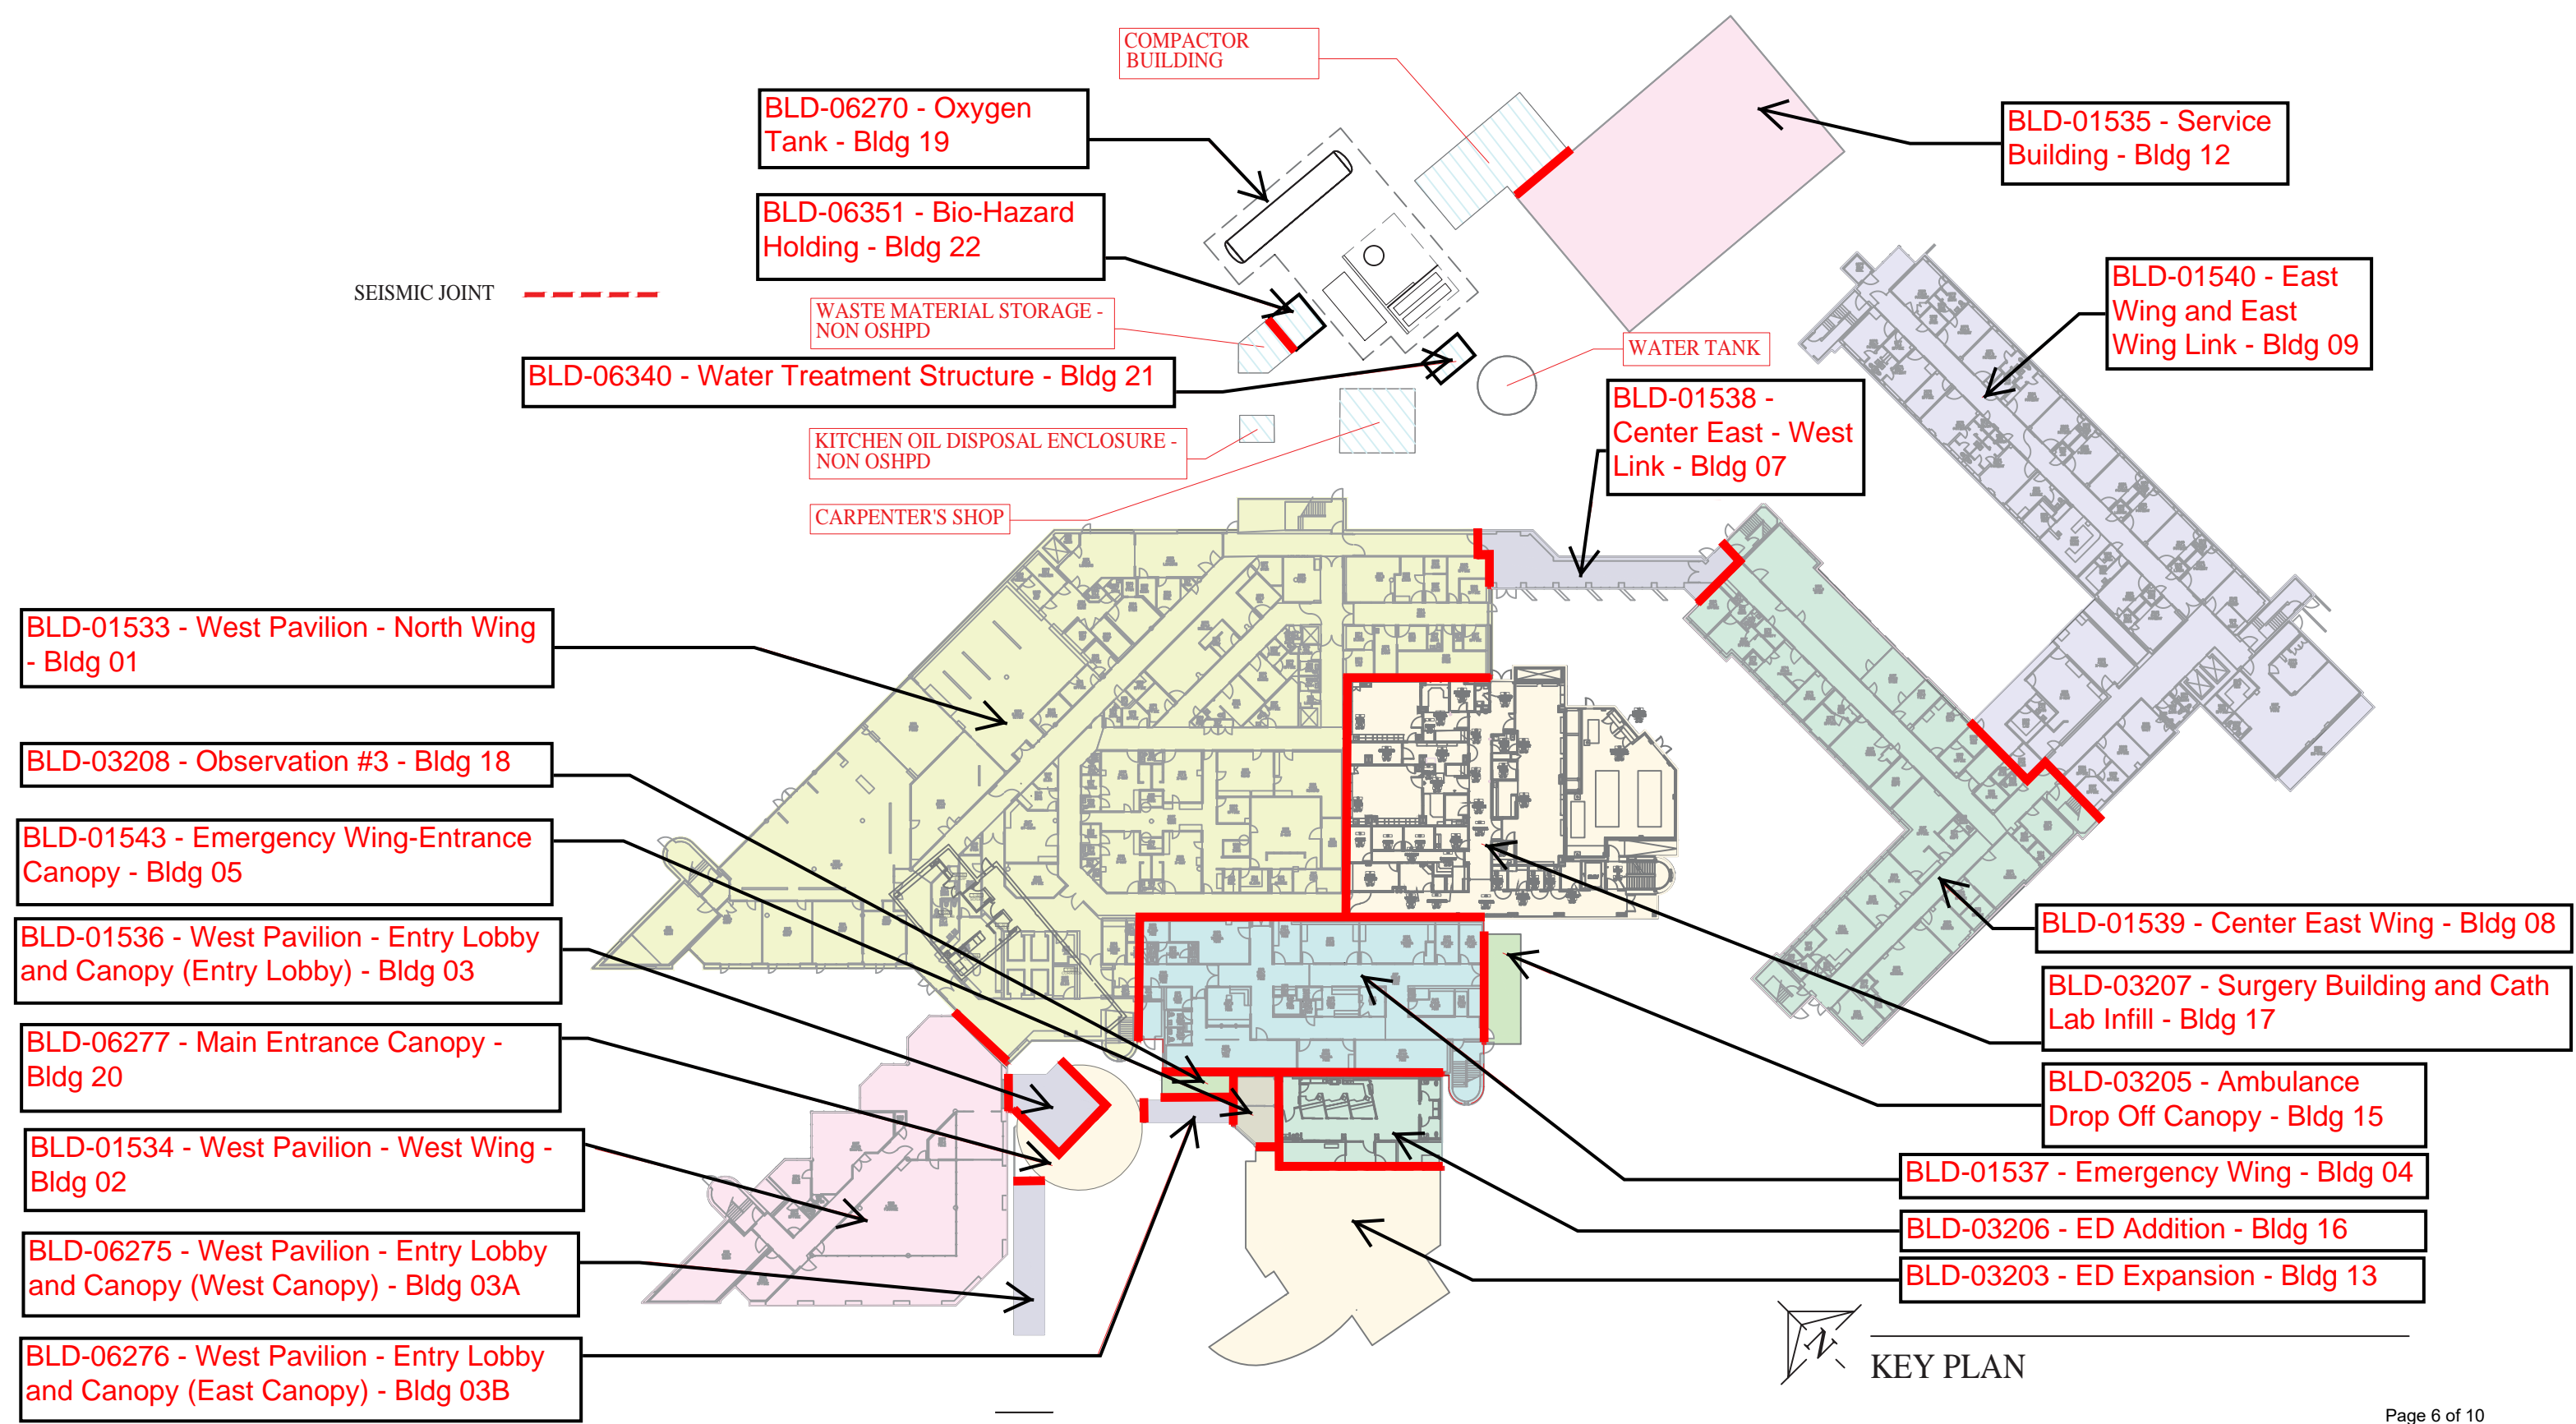 COMPACTOR
BUILDING
BLD-06270 - Oxygen
Tank - Bldg 19
BLD-01535 - Service
Building - Bldg 12
BLD-06351 - Bio-Hazard
Holding - Bldg 22
SEISMIC JOINT
BLD-01540 - East
Wing and East
Wing Link - Bldg 09
WASTE MATERIAL STORAGE -
NON OSHPD
WATER TANK
BLD-06340 - Water Treatment Structure - Bldg 21
BLD-01538 -
Center East - West
Link - Bldg 07
KITCHEN OIL DISPOSAL ENCLOSURE -
NON OSHPD
CARPENTER'S SHOP
BLD-01533 - West Pavilion - North Wing
- Bldg 01
BLD-03208 - Observation #3 - Bldg 18
BLD-01543 - Emergency Wing-Entrance
Canopy - Bldg 05
BLD-01536 - West Pavilion - Entry Lobby
and Canopy (Entry Lobby) - Bldg 03
BLD-06277 - Main Entrance Canopy -
Bldg 20
BLD-01534 - West Pavilion - West Wing -
Bldg 02
BLD-06275 - West Pavilion - Entry Lobby
and Canopy (West Canopy) - Bldg 03A
BLD-06276 - West Pavilion - Entry Lobby
and Canopy (East Canopy) - Bldg 03B
BLD-01539 - Center East Wing - Bldg 08
BLD-03207 - Surgery Building and Cath
Lab Infill - Bldg 17
BLD-03205 - Ambulance
Drop Off Canopy - Bldg 15
BLD-01537 - Emergency Wing - Bldg 04
BLD-03206 - ED Addition - Bldg 16
BLD-03203 - ED Expansion - Bldg 13
N
KEY PLAN
Page 6 of 10